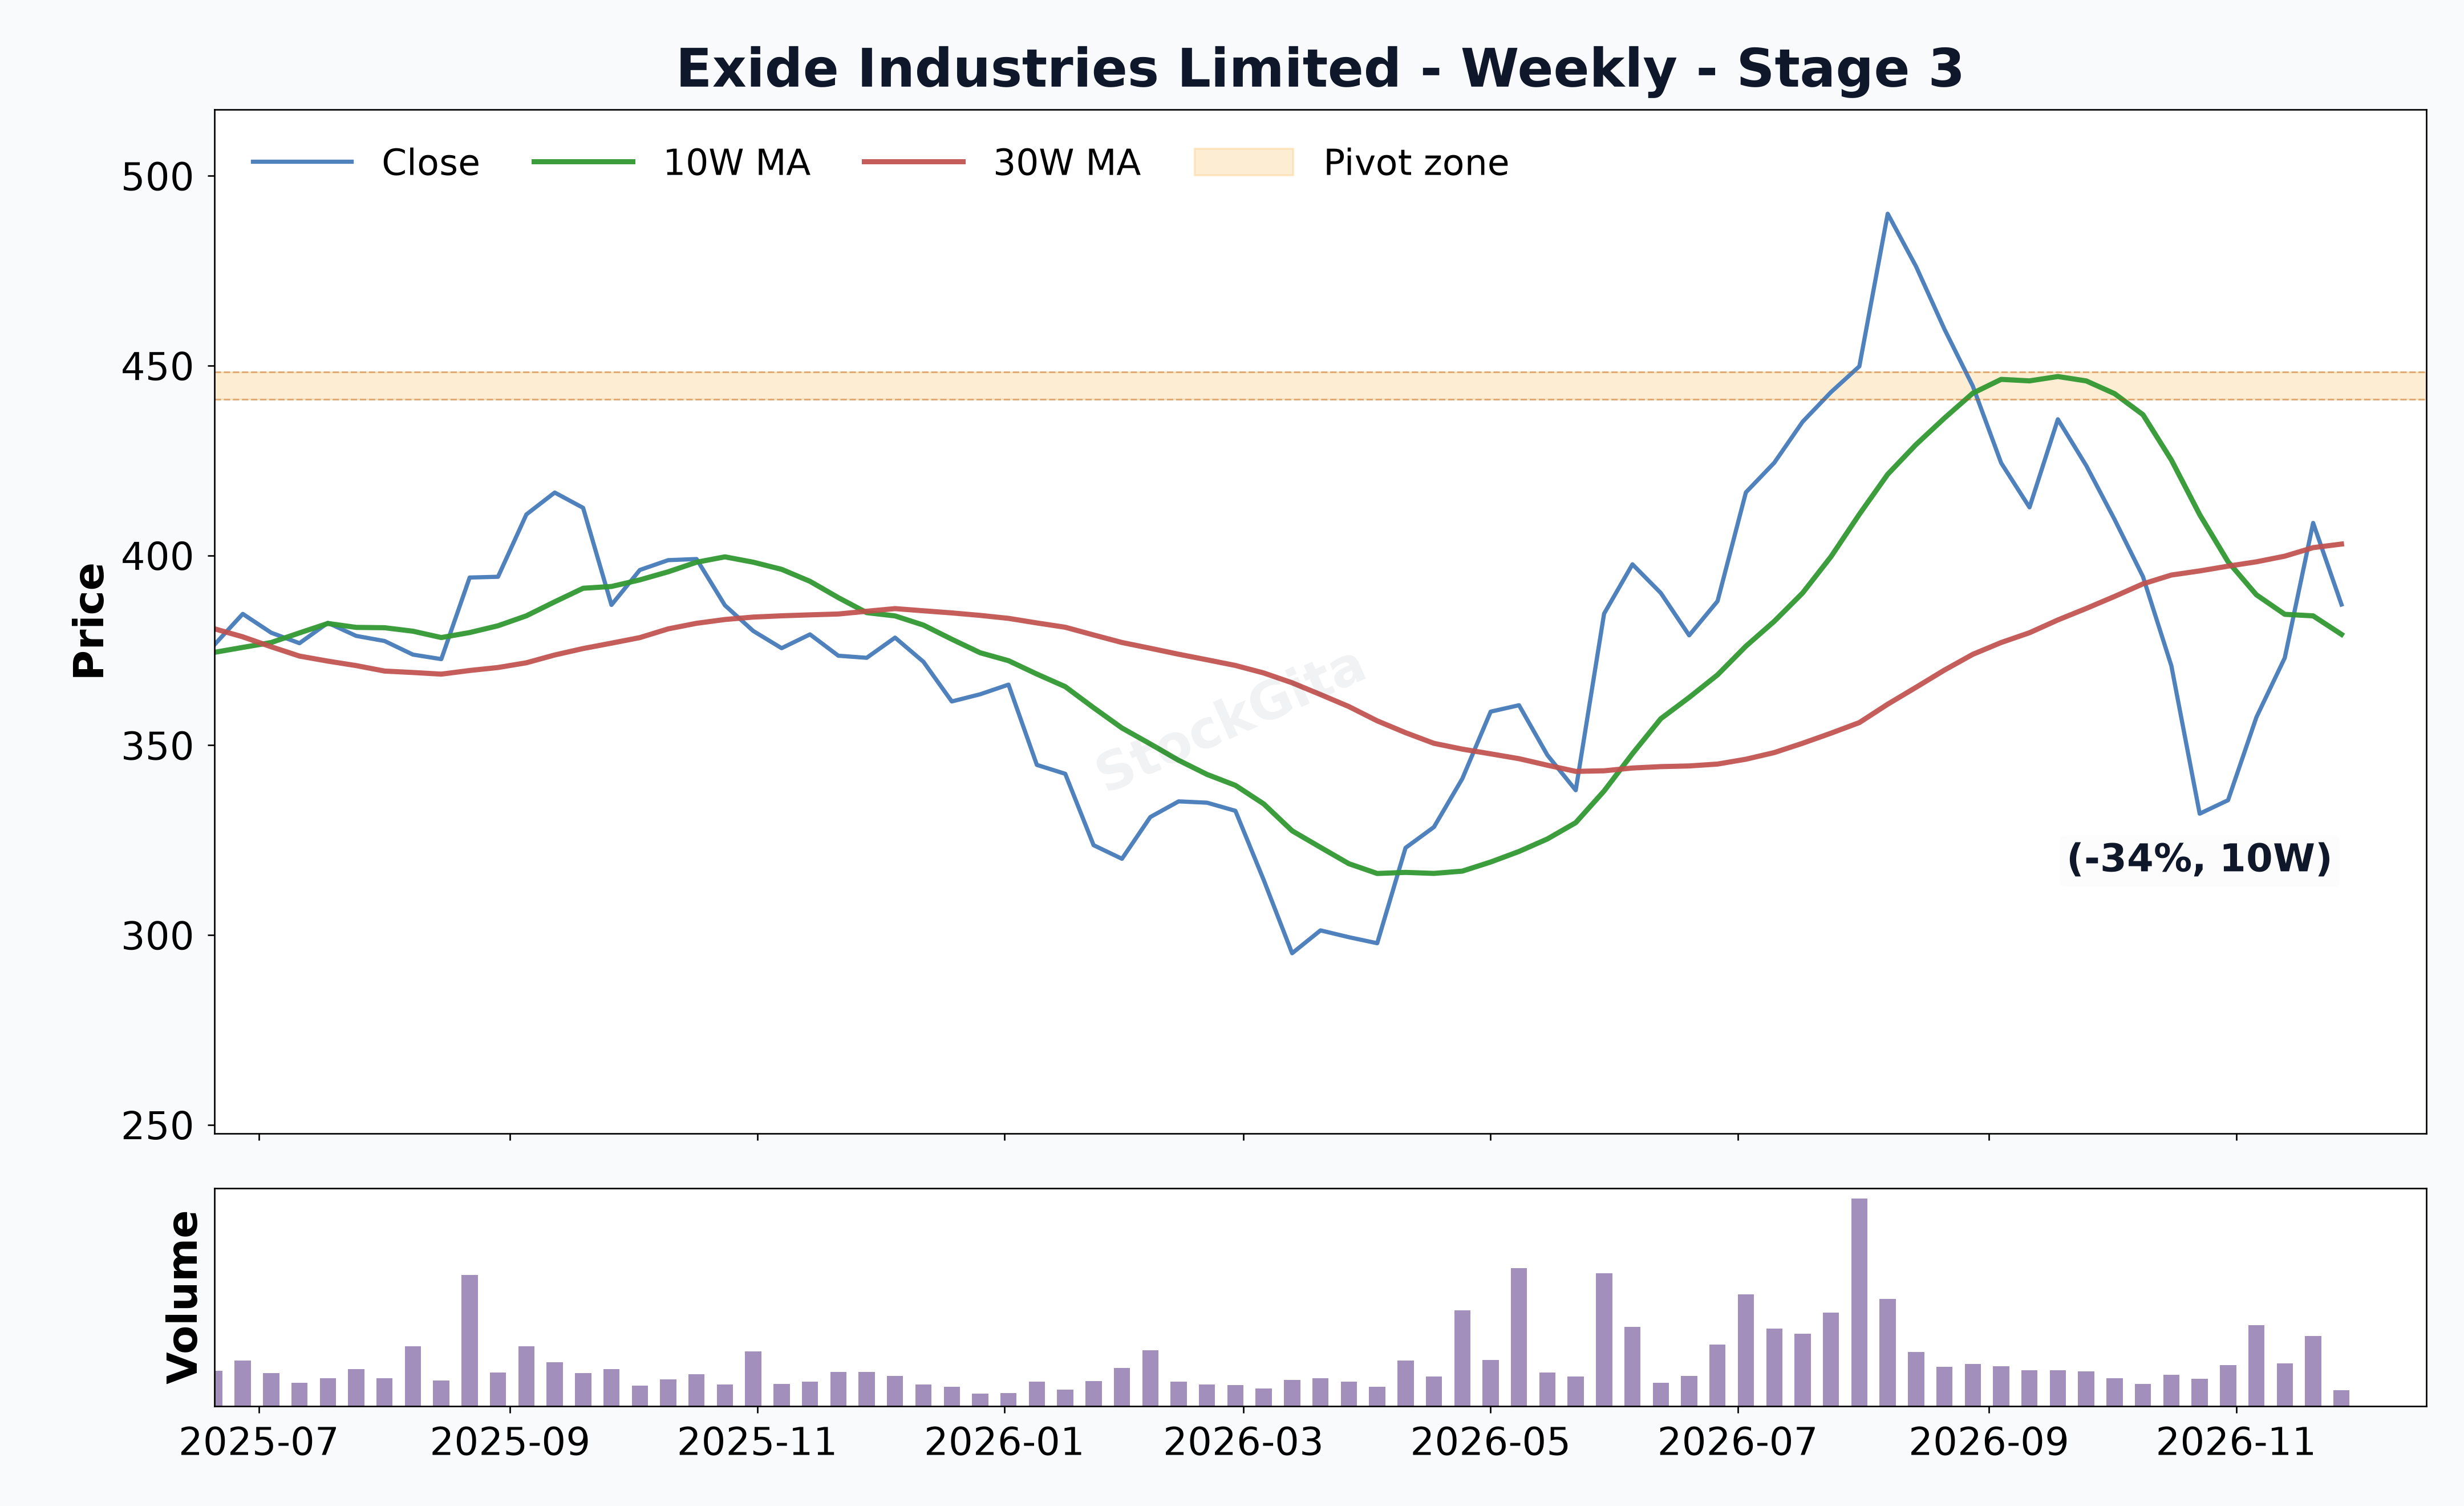 Exide Industries Limited - Weekly - Stage 3
Close 10W MA 30W MA Pivot zone
500
450
400
350
300
250
Price
StockGita
(-34%, 10W)
Volume
2025-07 2025-09 2025-11 2026-01 2026-03 2026-05 2026-07 2026-09 2026-11